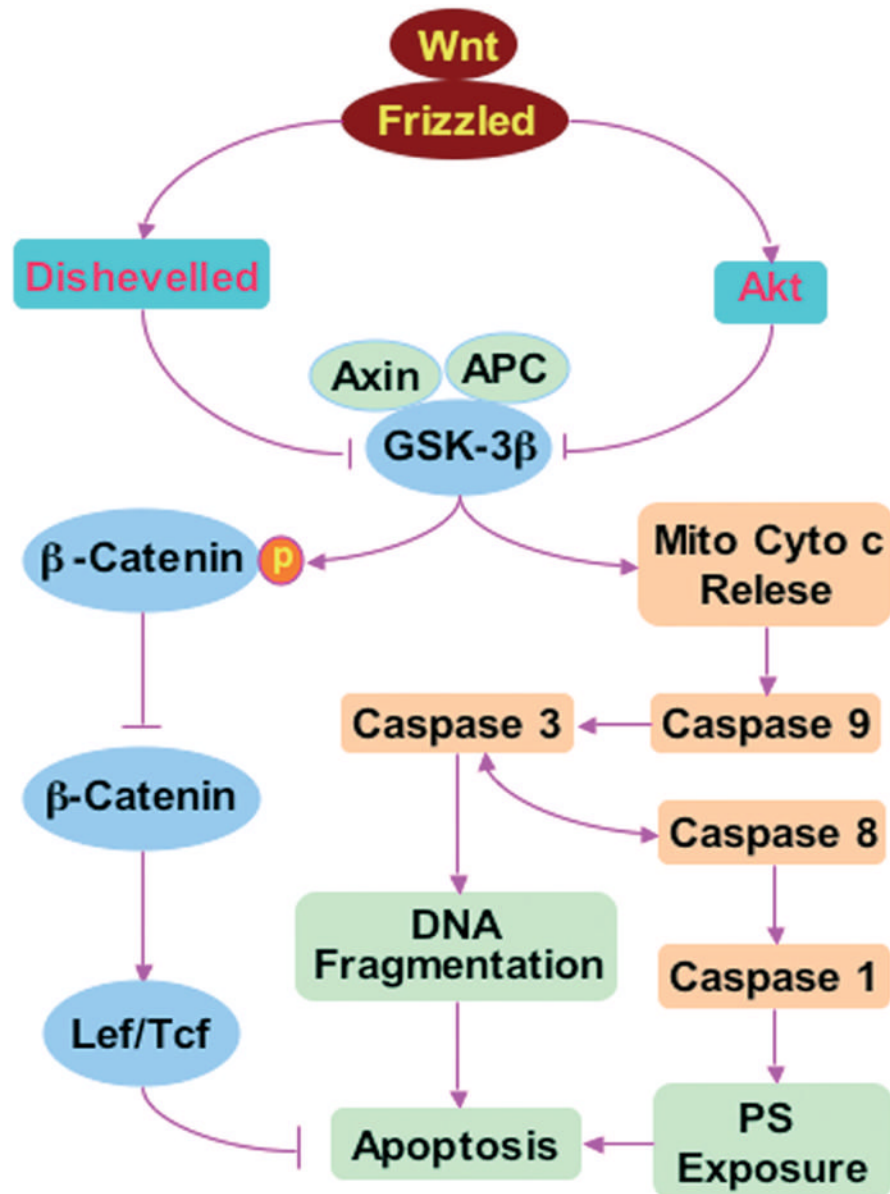 Wnt
Frizzled
Dishevelled
Akt
Axin
APC
GSK-3β
β-Catenin
p
Mito Cyto c
Relese
Caspase 3
Caspase 9
β-Catenin
Caspase 8
DNA
Fragmentation
Caspase 1
Lef/Tcf
Apoptosis
PS
Exposure